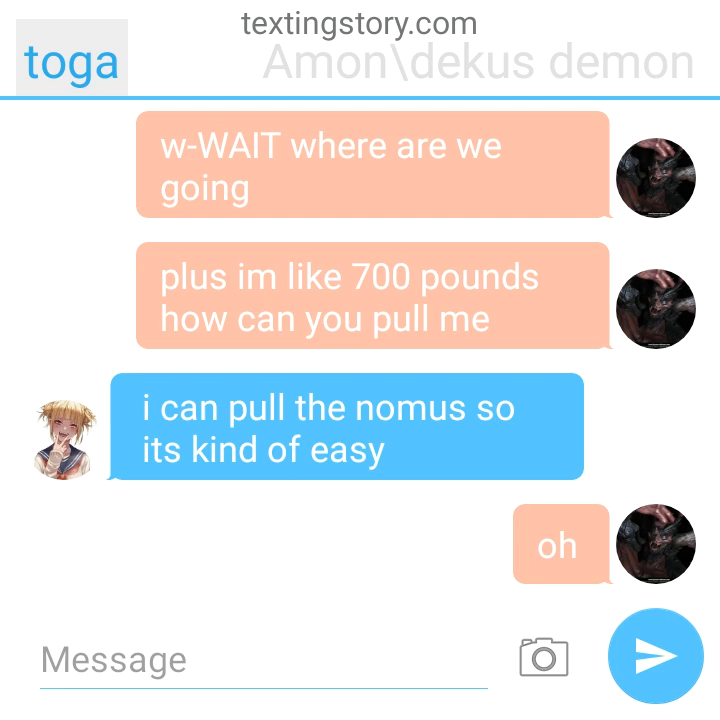 textingstory.com
toga
Amon\dekus demon
w-WAIT where are we
going
plus im like 700 pounds
how can you pull me
i can pull the nomus so
its kind of easy
oh
Message